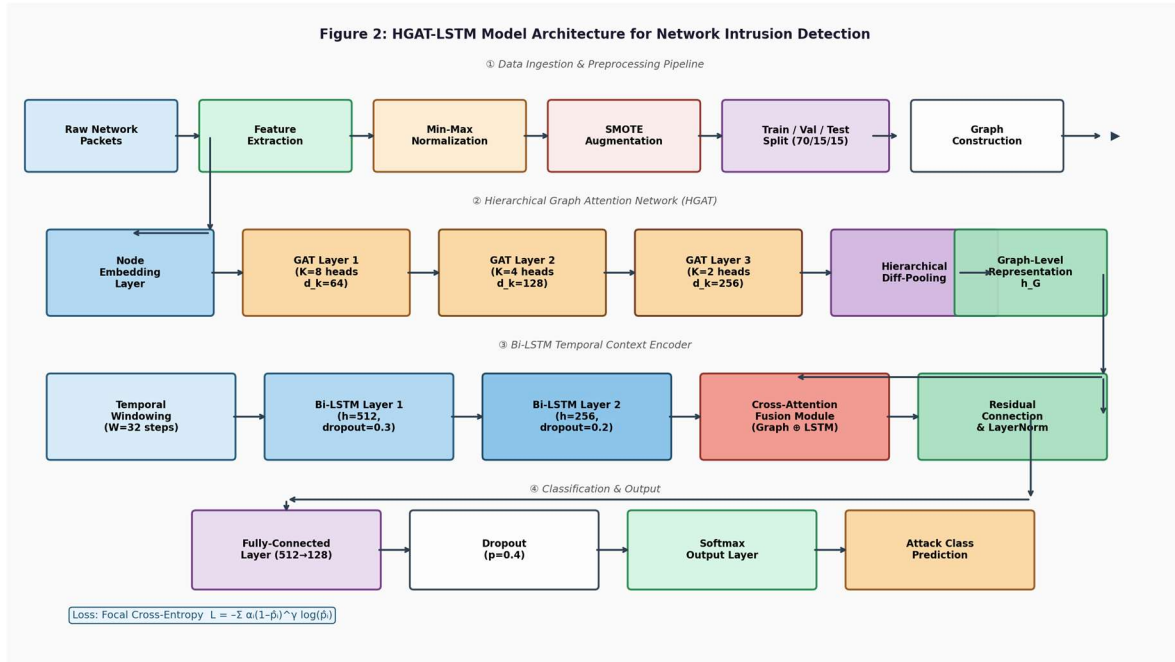 Figure 2: HGAT-LSTM Model Architecture for Network Intrusion Detection
① Data Ingestion & Preprocessing Pipeline
Raw Network
Packets
Feature
Extraction
Min-Max
Normalization
SMOTE
Augmentation
Train / Val / Test
Split (70/15/15)
Graph
Construction
② Hierarchical Graph Attention Network (HGAT)
Node
Embedding
Layer
GAT Layer 1
(K=8 heads
d_k=64)
GAT Layer 2
(K=4 heads
d_k=128)
GAT Layer 3
(K=2 heads
d_k=256)
Hierarchical
Diff-Pooling
Graph-Level
Representation
h_G
③ Bi-LSTM Temporal Context Encoder
Temporal
Windowing
(W=32 steps)
Bi-LSTM Layer 1
(h=512,
dropout=0.3)
Bi-LSTM Layer 2
(h=256,
dropout=0.2)
Cross-Attention
Fusion Module
(Graph ⊕ LSTM)
Residual
Connection
& LayerNorm
④ Classification & Output
Fully-Connected
Layer (512→128)
Dropout
(p=0.4)
Softmax
Output Layer
Attack Class
Prediction
Loss: Focal Cross-Entropy  L = –Σ αᵢ(1–p̂ᵢ)^γ log(p̂ᵢ)